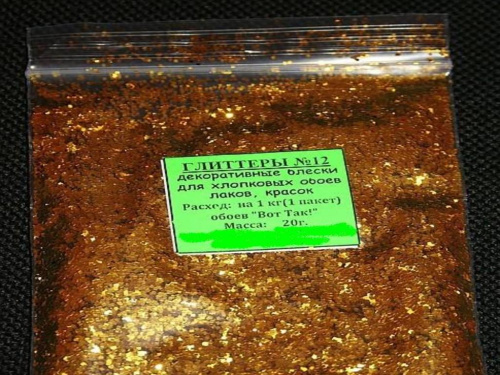 ГЛИТТЕРЫ №12
декоративные блески
для хлопковых обоев
лаков, красок
Расход: на 1 кг(1 пакет)
обоев "Вот Так!"
Масса: 20г.